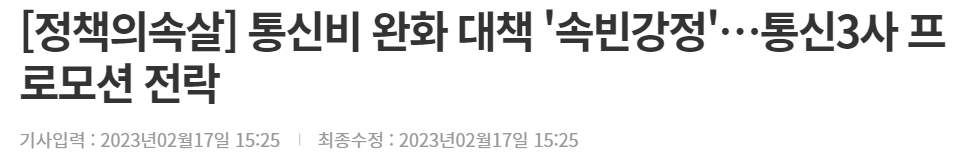 [정책의속살] 통신비 완화 대책 '속빈강정'…통신3사 프
로모션 전락
기사입력 : 2023년02월17일 15:25 | 최종수정 : 2023년02월17일 15:25